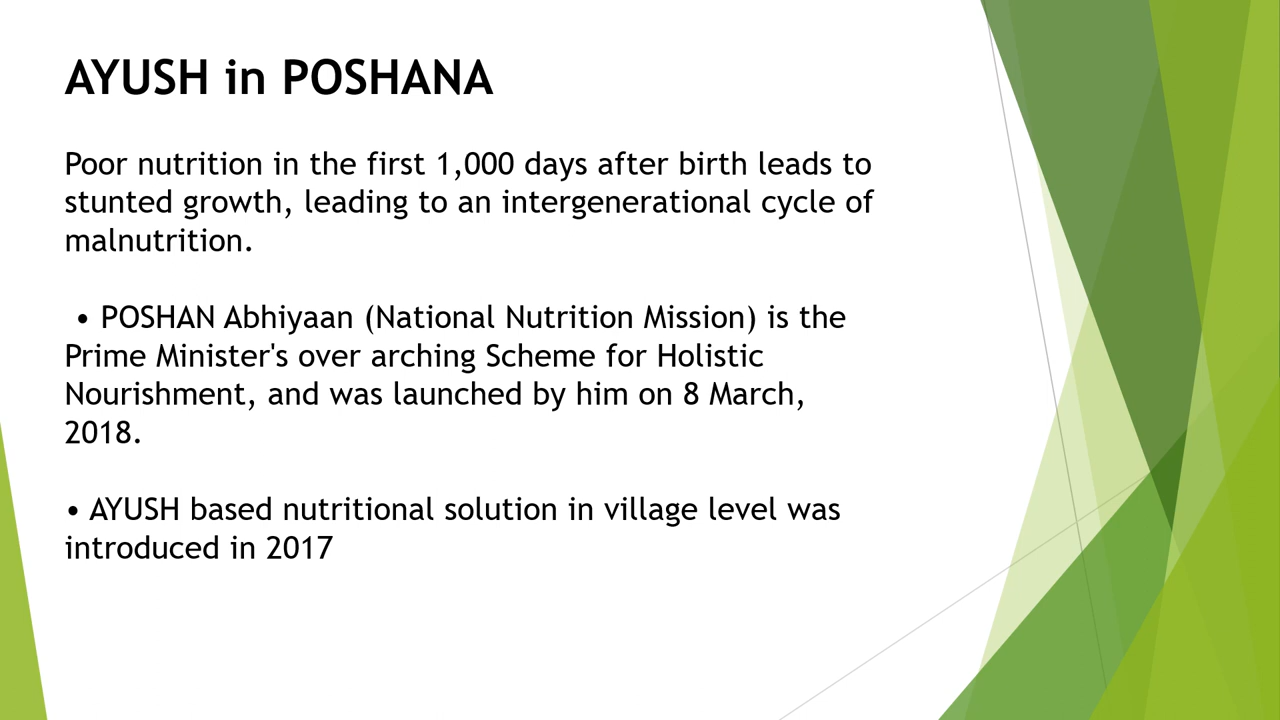 AYUSH in POSHANA
Poor nutrition in the first 1,000 days after birth leads to
stunted growth, leading to an intergenerational cycle of
malnutrition.
• POSHAN Abhiyaan (National Nutrition Mission) is the
Prime Minister's over arching Scheme for Holistic
Nourishment, and was launched by him on 8 March,
2018.
• AYUSH based nutritional solution in village level was
introduced in 2017